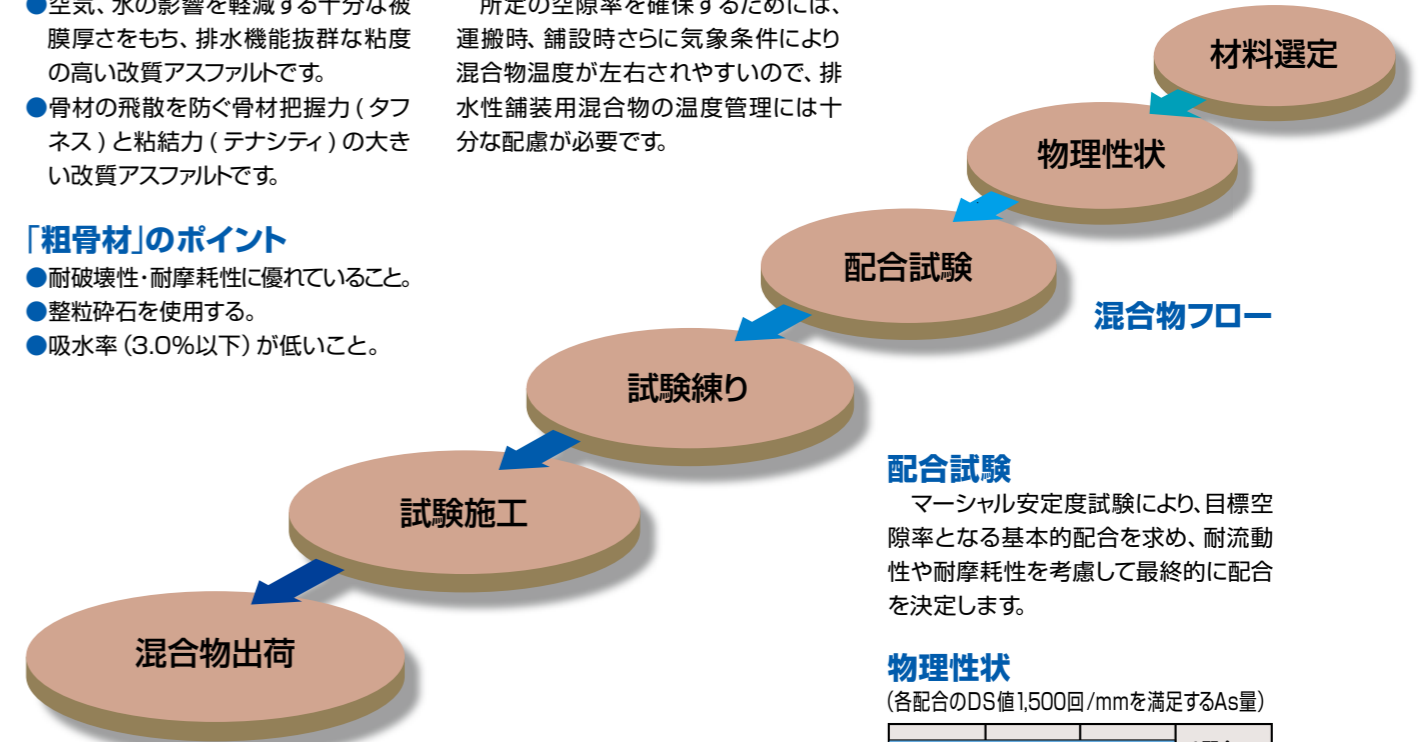 ●空気、水の影響を軽減する十分な被
膜厚さをもち、排水機能抜群な粘度
の高い改質アスファルトです。
●骨材の飛散を防ぐ骨材把握力 ( タフ
ネス ) と粘結力 ( テナシティ ) の大き
い改質アスファルトです。
「粗骨材」のポイント
●耐破壊性・耐摩耗性に優れていること。
●整粒砕石を使用する。
●吸水率 (3.0%以下) が低いこと。
所定の空隙率を確保するためには、
運搬時、舗設時さらに気象条件により
混合物温度が左右されやすいので、排
水性舗装用混合物の温度管理には十
分な配慮が必要です。
材料選定
物理性状
配合試験
試験練り
試験施工
混合物出荷
混合物フロー
配合試験
マーシャル安定度試験により、目標空
隙率となる基本的配合を求め、耐流動
性や耐摩耗性を考慮して最終的に配合
を決定します。
物理性状
(各配合のDS値1,500回/mmを満足するAs量)